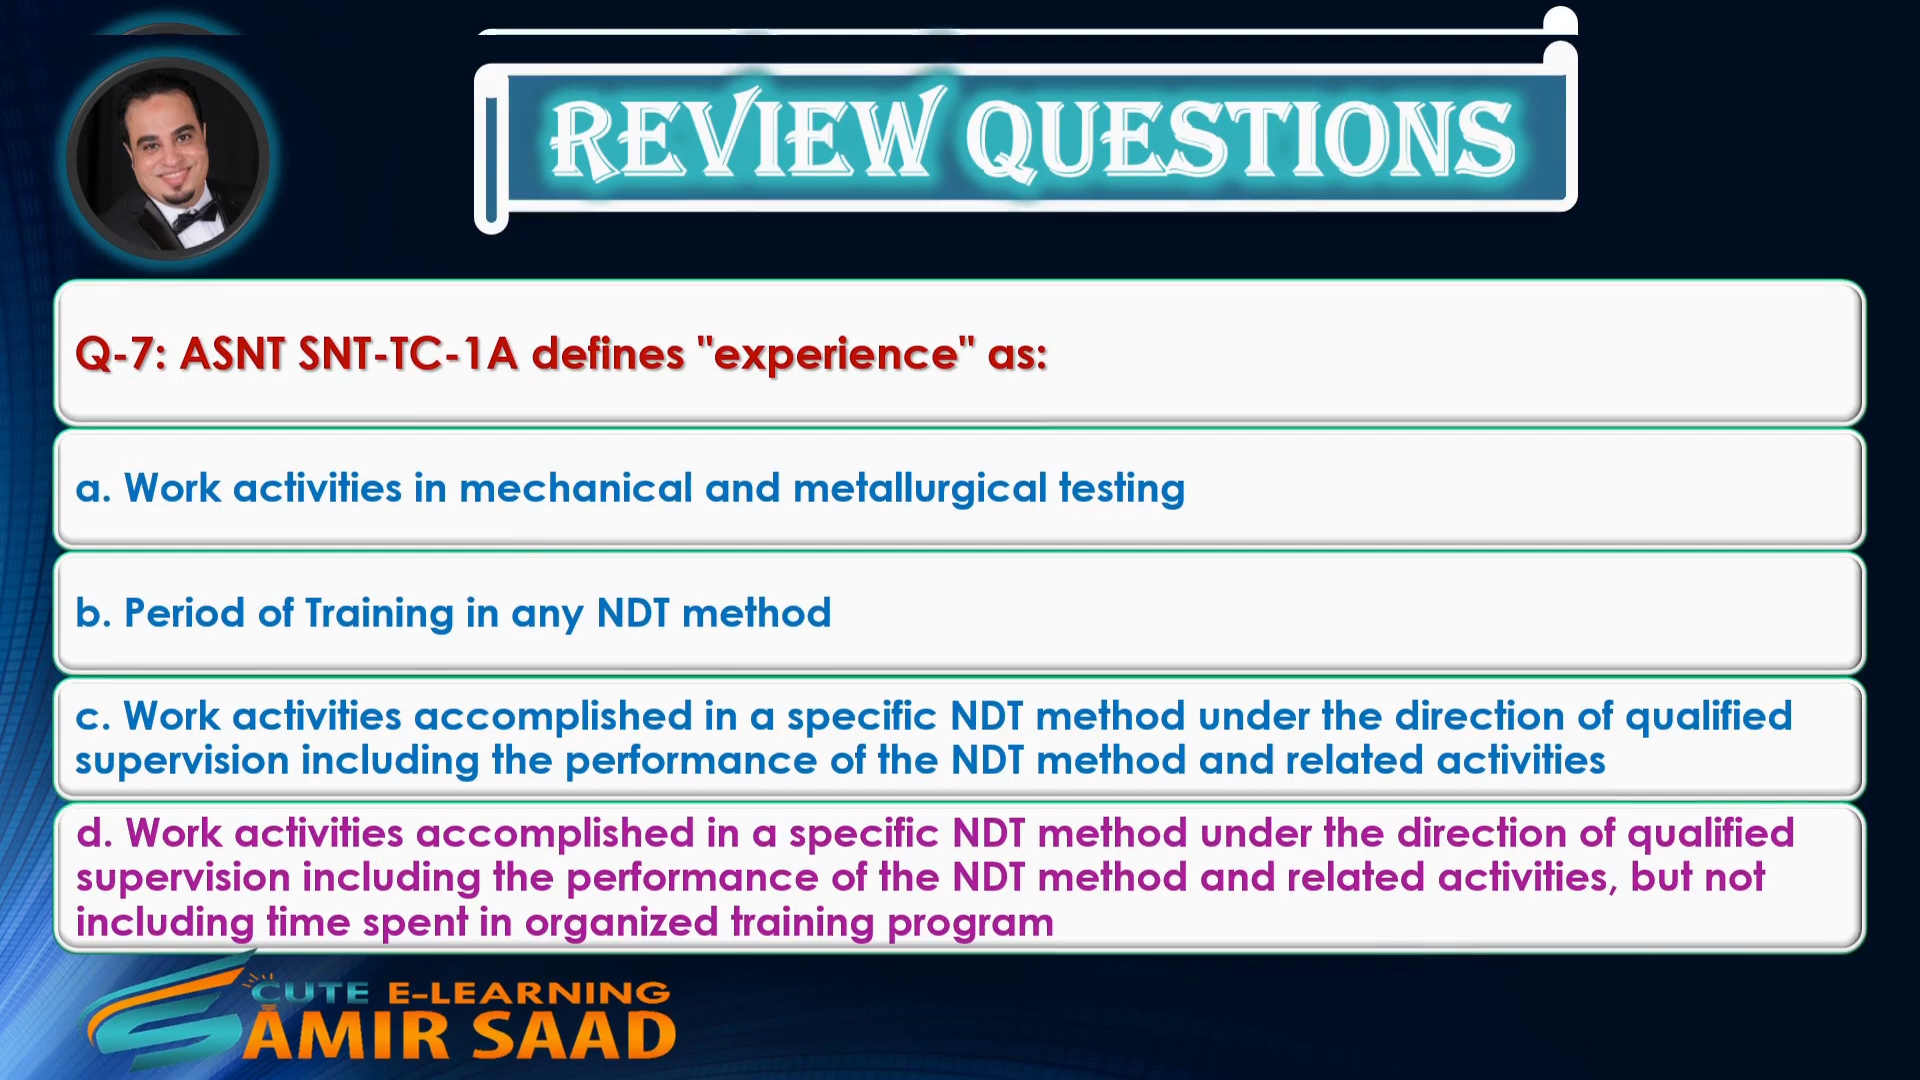 REVIEW QUESTIONS
Q-7: ASNT SNT-TC-1A defines "experience" as:
a. Work activities in mechanical and metallurgical testing
b. Period of Training in any NDT method
c. Work activities accomplished in a specific NDT method under the direction of qualified
supervision including the performance of the NDT method and related activities
d. Work activities accomplished in a specific NDT method under the direction of qualified
supervision including the performance of the NDT method and related activities, but not
including time spent in organized training program
CUTE E-LEARNING
AMIR SAAD